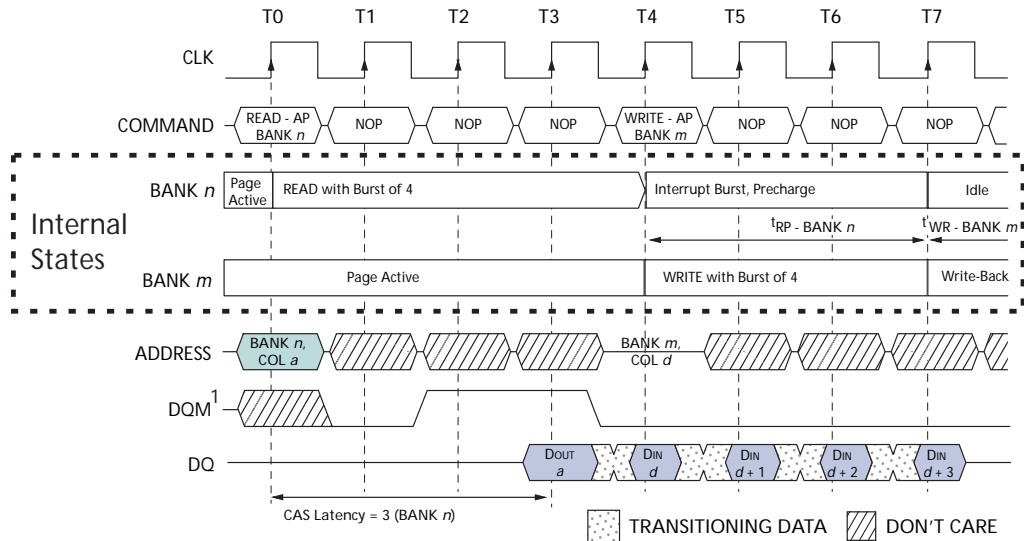 T0 T1 T2 T3 T4 T5 T6 T7
CLK
COMMAND READ - AP BANK n NOP NOP NOP WRITE - AP BANK m NOP NOP NOP
Internal States
BANK n Page Active READ with Burst of 4 Interrupt Burst, Precharge Idle
tRP - BANK n tWR - BANK m
BANK m Page Active WRITE with Burst of 4 Write-Back
ADDRESS BANK n, COL a BANK m, COL d
DQM1
DQ DOUT a DIN d DIN d + 1 DIN d + 2 DIN d + 3
CAS Latency = 3 (BANK n)
TRANSITIONING DATA DON'T CARE